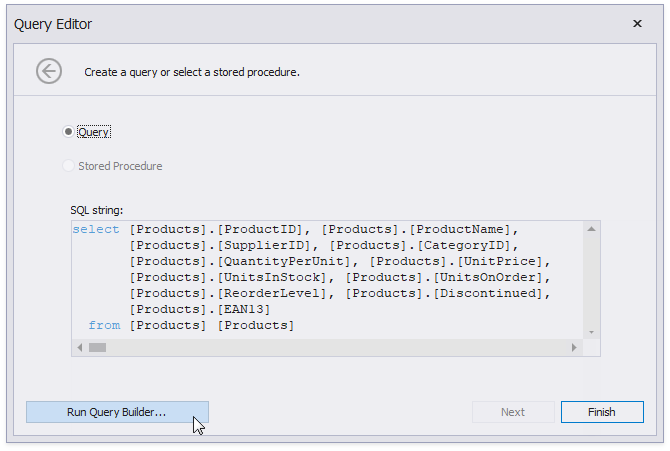 Query Editor
Create a query or select a stored procedure.
Query
Stored Procedure
SQL string:
select [Products].[ProductID], [Products].[ProductName],
[Products].[SupplierID], [Products].[CategoryID],
[Products].[QuantityPerUnit], [Products].[UnitPrice],
[Products].[UnitsInStock], [Products].[UnitsOnOrder],
[Products].[ReorderLevel], [Products].[Discontinued],
[Products].[EAN13]
from [Products] [Products]
Run Query Builder...
Next
Finish